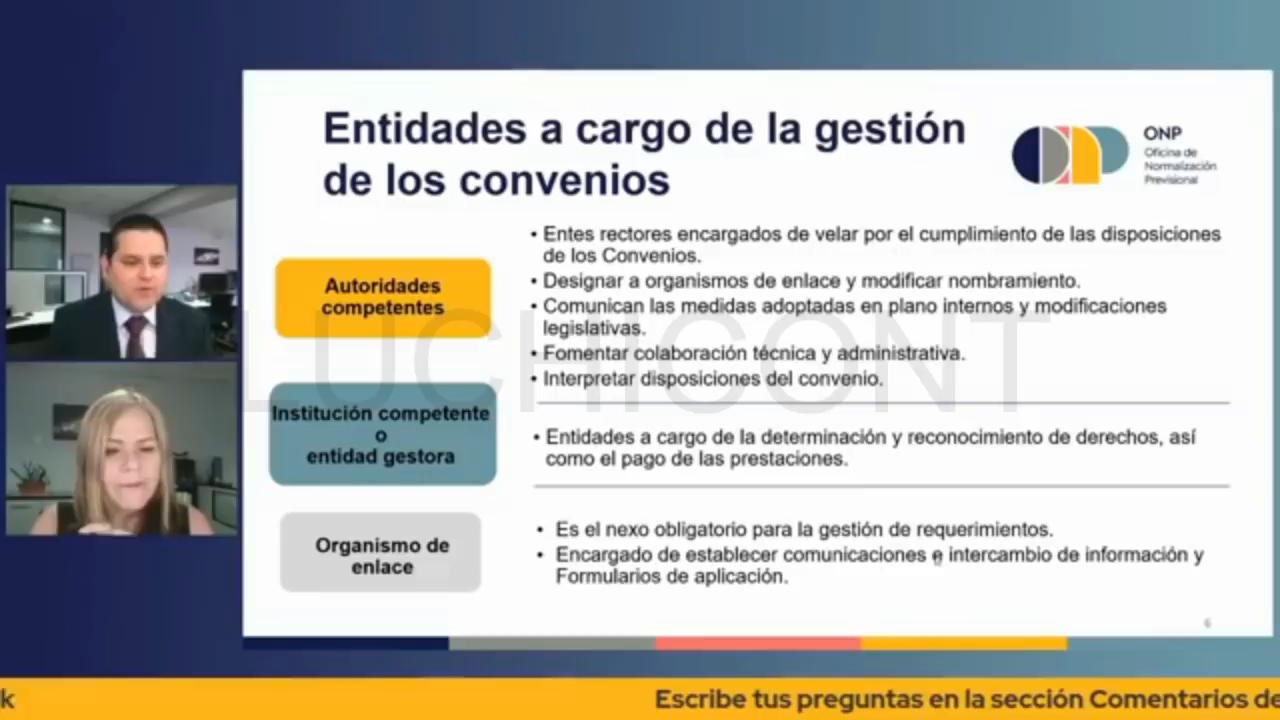 Entidades a cargo de la gestión
de los convenios
ONP
Oficina de
Normalización
Previsional
Autoridades
competentes
• Entes rectores encargados de velar por el cumplimiento de las disposiciones
de los Convenios.
• Designar a organismos de enlace y modificar nombramiento.
• Comunican las medidas adoptadas en plano internos y modificaciones
legislativas.
• Fomentar colaboración técnica y administrativa.
• Interpretar disposiciones del convenio.
LUCHICONT
Institución competente
o
entidad gestora
• Entidades a cargo de la determinación y reconocimiento de derechos, así
como el pago de las prestaciones.
Organismo de
enlace
• Es el nexo obligatorio para la gestión de requerimientos.
• Encargado de establecer comunicaciones e intercambio de información y
Formularios de aplicación.
6
k
Escribe tus preguntas en la sección Comentarios de